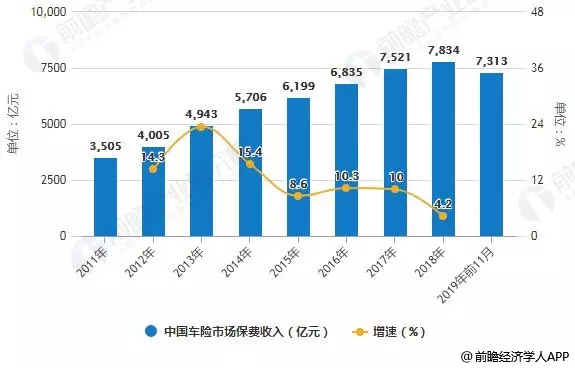 10,000
48
7500
36
5000
24
2500
12
0
0
单位：亿元
单位：%
3,505
4,005
4,943
5,706
6,199
6,835
7,521
7,834
7,313
14.3
15.4
8.6
10.3
10
4.2
2011年
2012年
2013年
2014年
2015年
2016年
2017年
2018年
2019年前11月
中国车险市场保费收入（亿元）
增速（%）
@前瞻经济学人APP